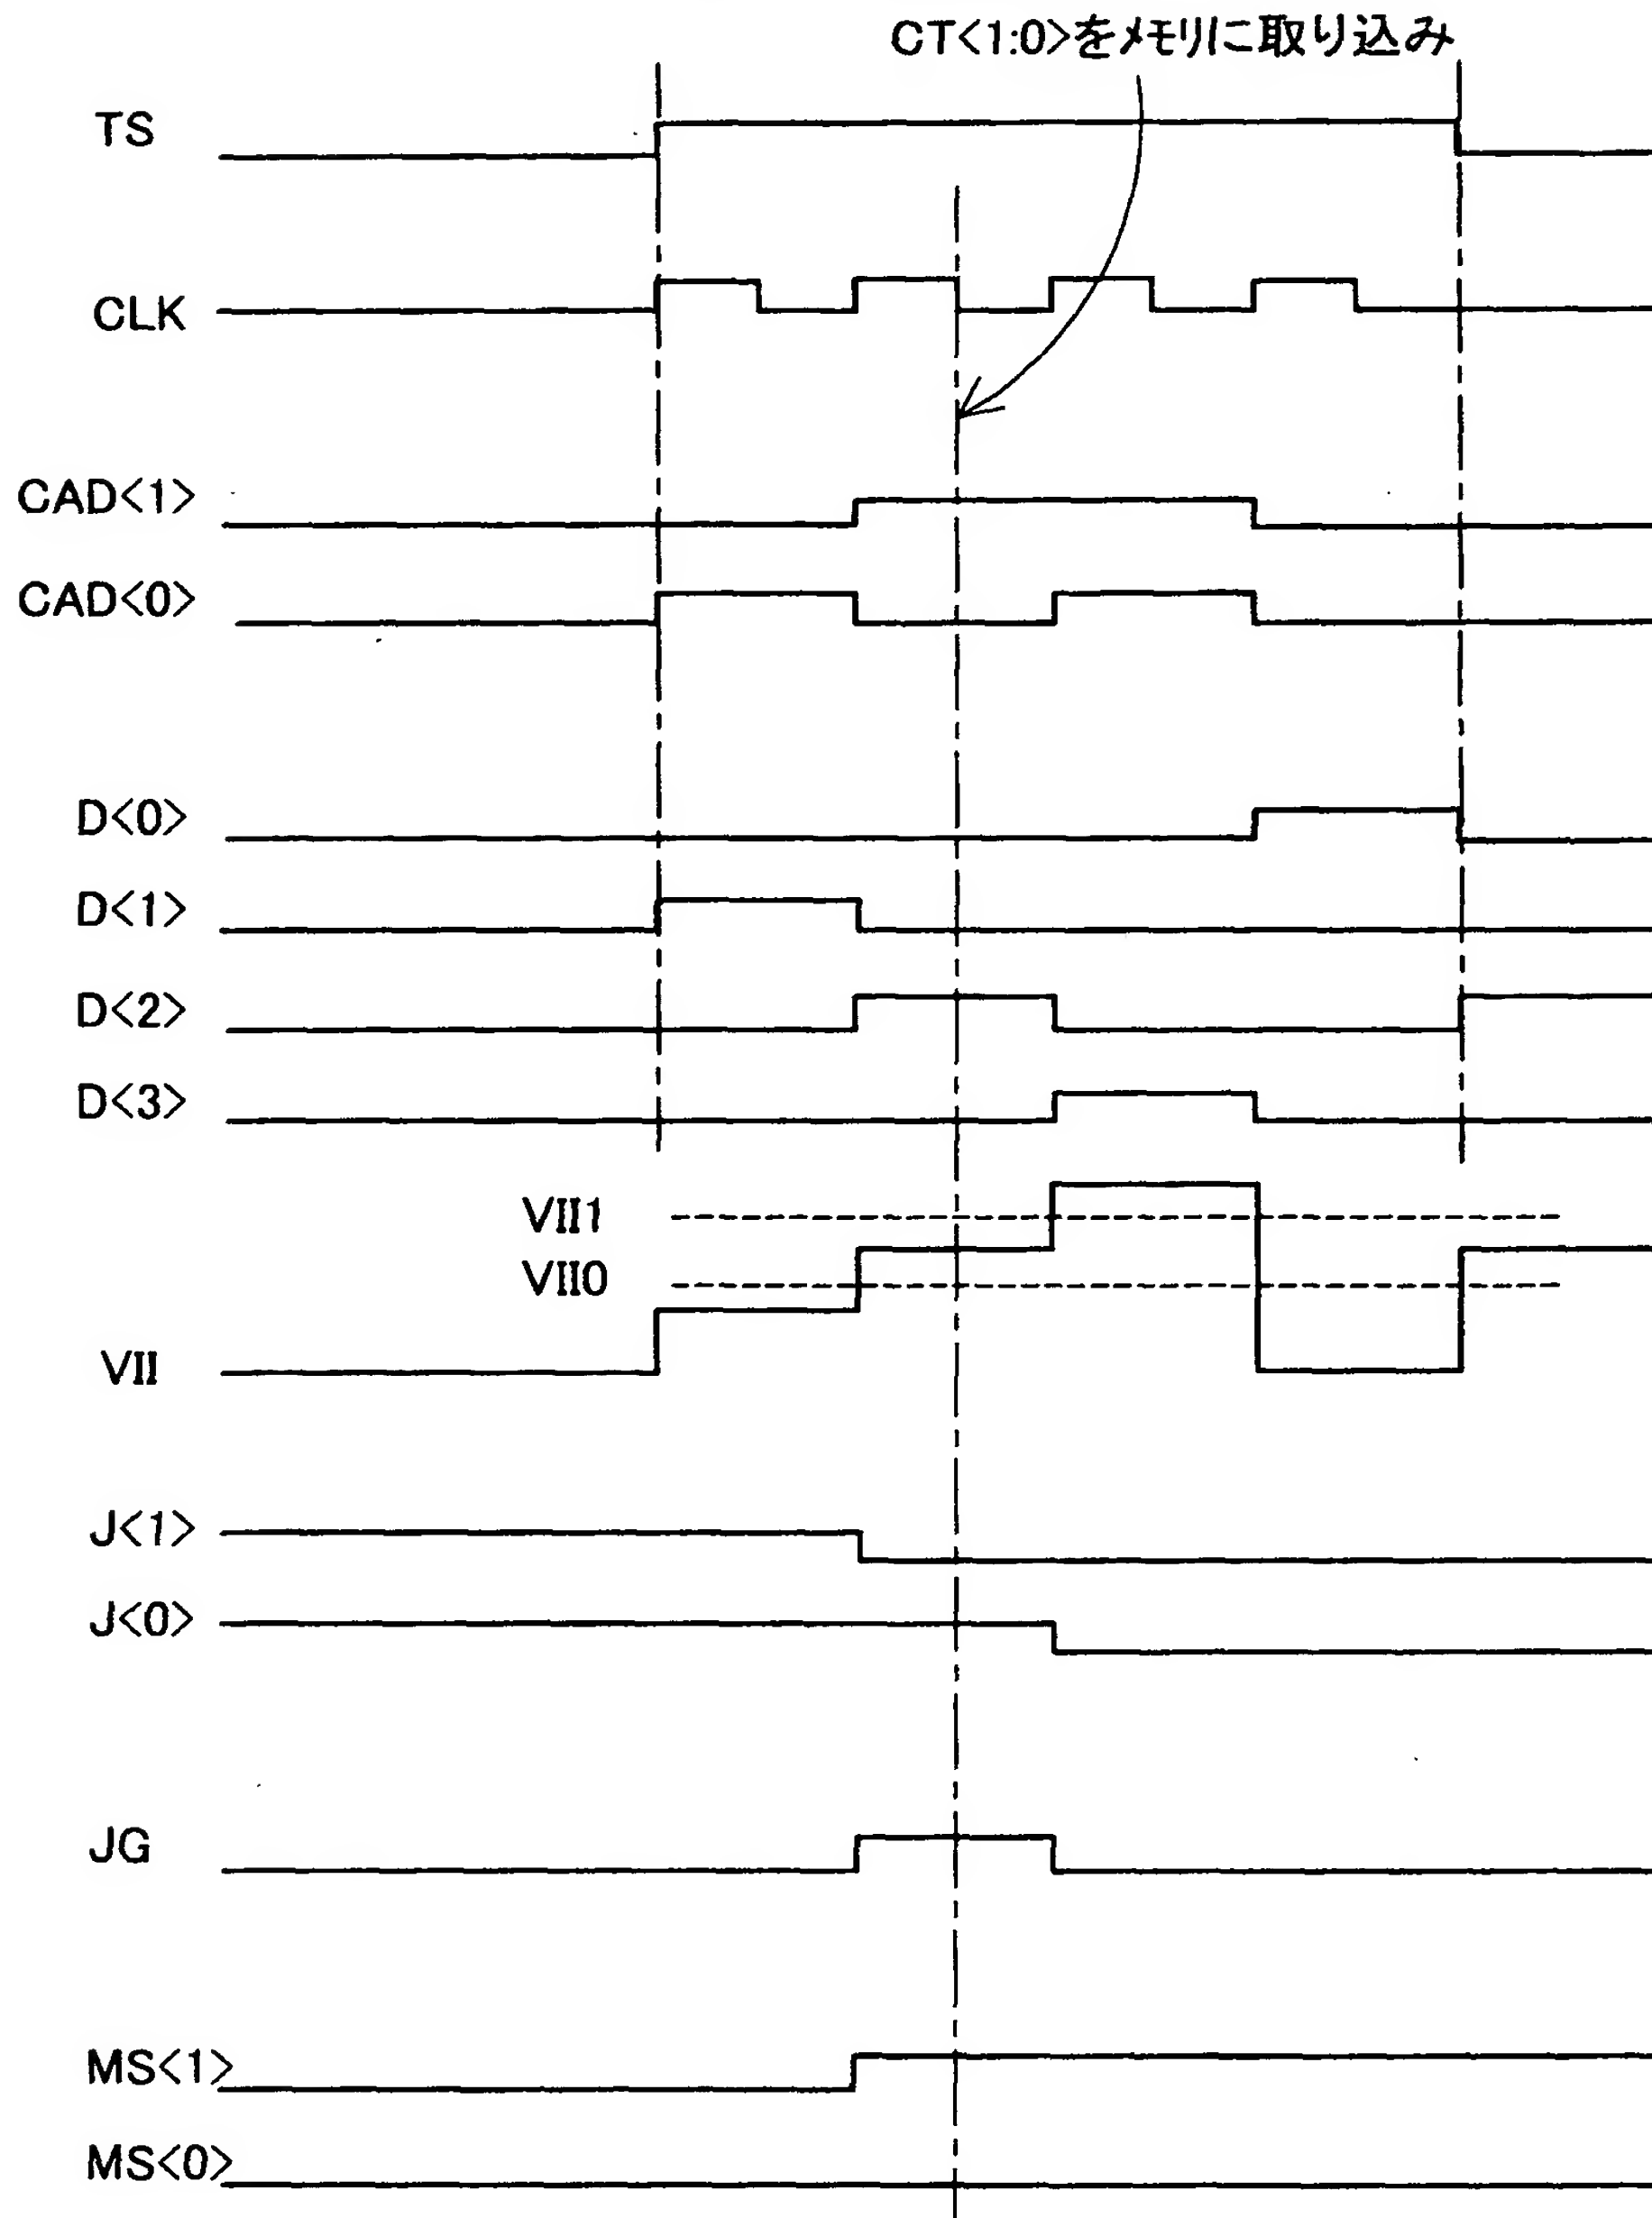 CT<1:0>をメモリに取り込み
TS
CLK
CAD<1>
CAD<0>
D<0>
D<1>
D<2>
D<3>
VII1
VII0
VII
J<1>
J<0>
JG
MS<1>
MS<0>